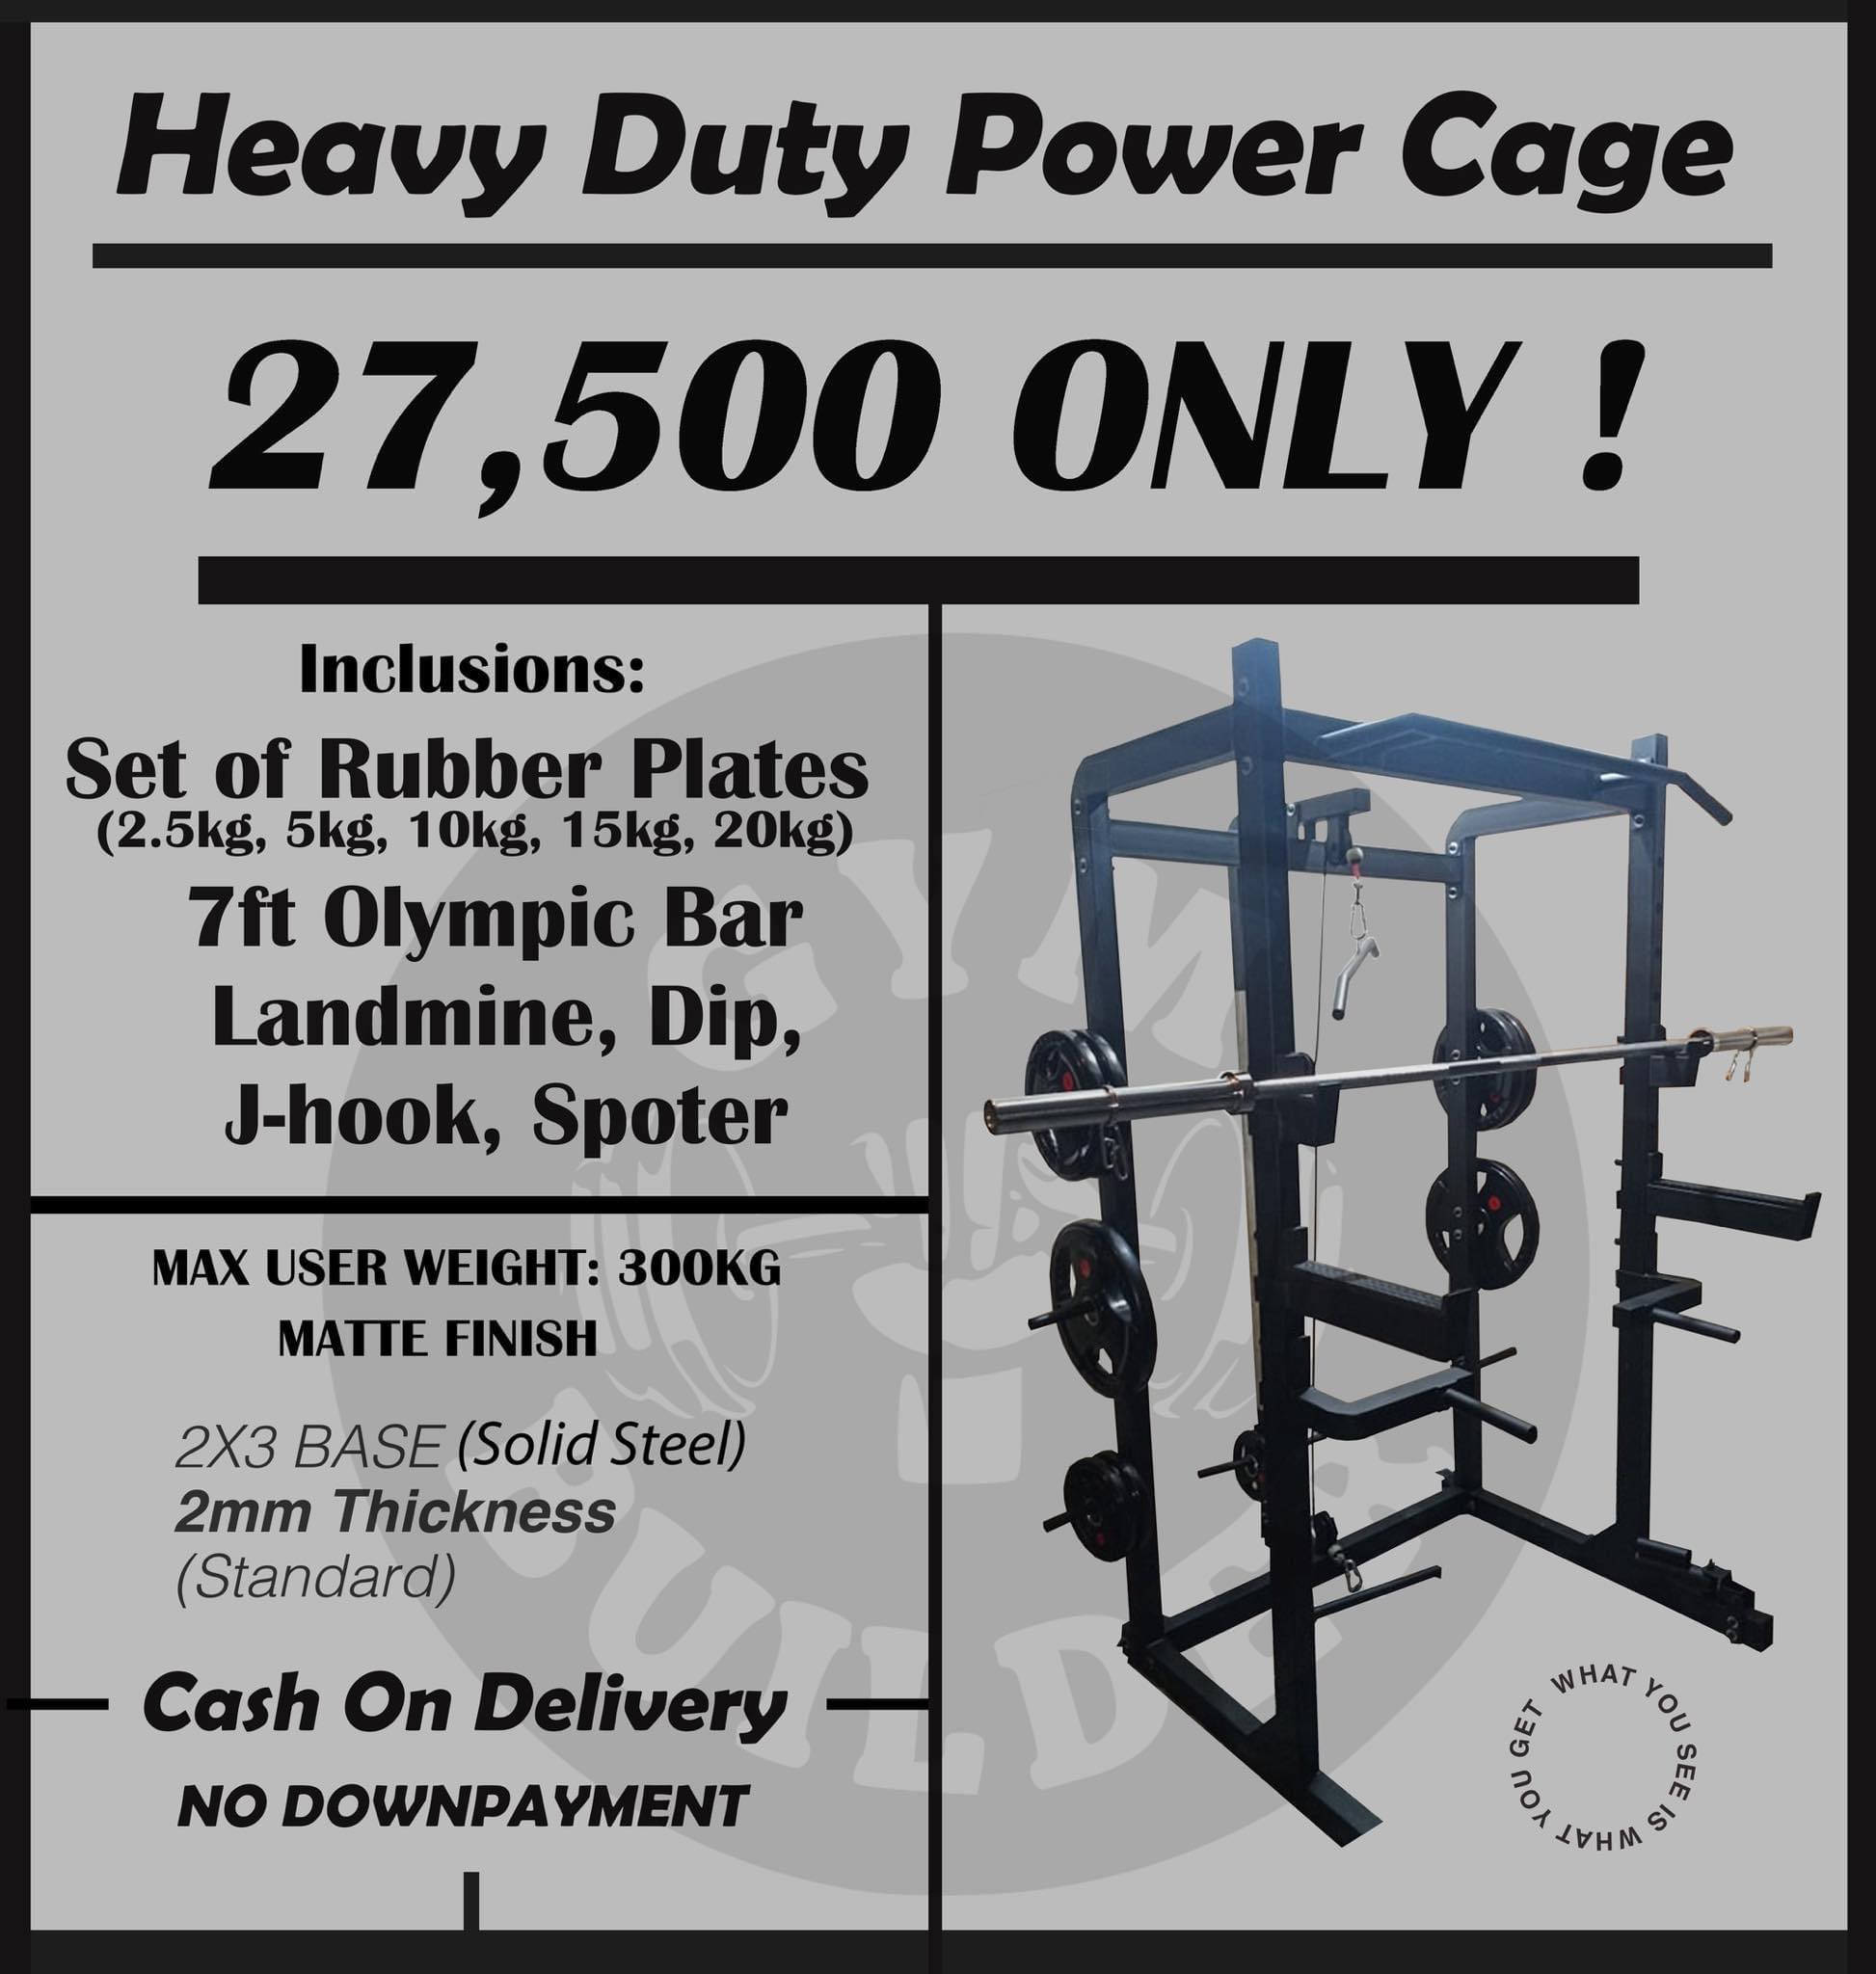 Heavy Duty Power Cage
27,500 ONLY !
Inclusions:
Set of Rubber Plates
(2.5kg, 5kg, 10kg, 15kg, 20kg)
7ft Olympic Bar
Landmine, Dip,
J-hook, Spoter
MAX USER WEIGHT: 300KG
MATTE FINISH
2X3 BASE (Solid Steel)
2mm Thickness
(Standard)
Cash On Delivery
NO DOWNPAYMENT
GYM
BUILDER
WHAT YOU SEE IS WHAT YOU GET